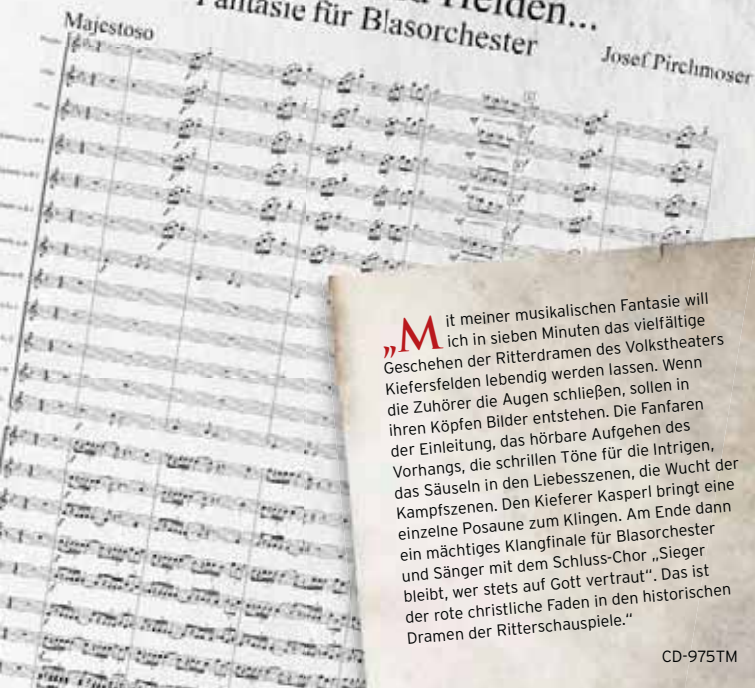 Helden...
Fantasie für Blasorchester
Josef Pirchmoser
Majestoso
„Mit meiner musikalischen Fantasie will
ich in sieben Minuten das vielfältige
Geschehen der Ritterdramen des Volkstheaters
Kiefersfelden lebendig werden lassen. Wenn
die Zuhörer die Augen schließen, sollen in
ihren Köpfen Bilder entstehen. Die Fanfaren
der Einleitung, das hörbare Aufgehen des
Vorhangs, die schrillen Töne für die Intrigen,
das Säuseln in den Liebesszenen, die Wucht der
Kampfszenen. Den Kieferer Kasperl bringt eine
einzelne Posaune zum Klingen. Am Ende dann
ein mächtiges Klangfinale für Blasorchester
und Sänger mit dem Schluss-Chor „Sieger
bleibt, wer stets auf Gott vertraut“. Das ist
der rote christliche Faden in den historischen
Dramen der Ritterschauspiele.“
CD-975TM